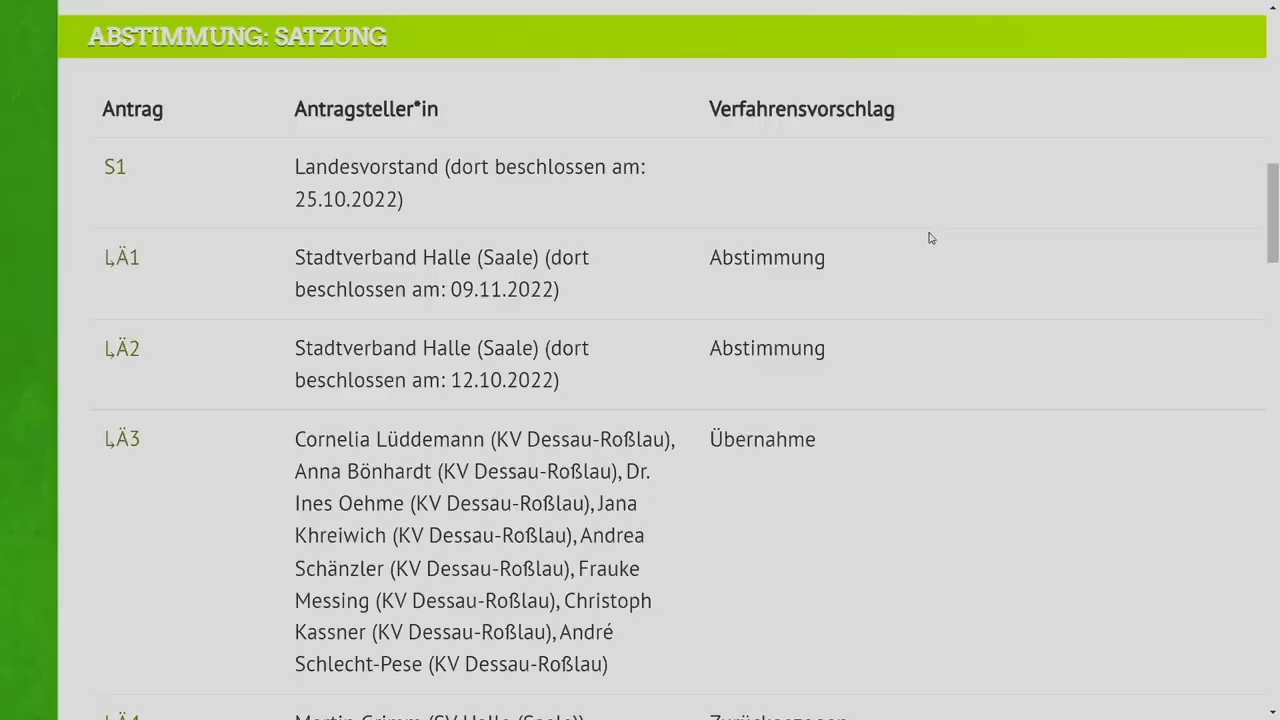 ABSTIMMUNG: SATZUNG
Antrag Antragsteller*in Verfahrensvorschlag
S1 Landesvorstand (dort beschlossen am:
25.10.2022)
Ä1 Stadtverband Halle (Saale) (dort Abstimmung
beschlossen am: 09.11.2022)
Ä2 Stadtverband Halle (Saale) (dort Abstimmung
beschlossen am: 12.10.2022)
Ä3 Cornelia Lüddemann (KV Dessau-Roßlau), Übernahme
Anna Bönhardt (KV Dessau-Roßlau), Dr.
Ines Oehme (KV Dessau-Roßlau), Jana
Khreiwich (KV Dessau-Roßlau), Andrea
Schänzler (KV Dessau-Roßlau), Frauke
Messing (KV Dessau-Roßlau), Christoph
Kassner (KV Dessau-Roßlau), André
Schlecht-Pese (KV Dessau-Roßlau)